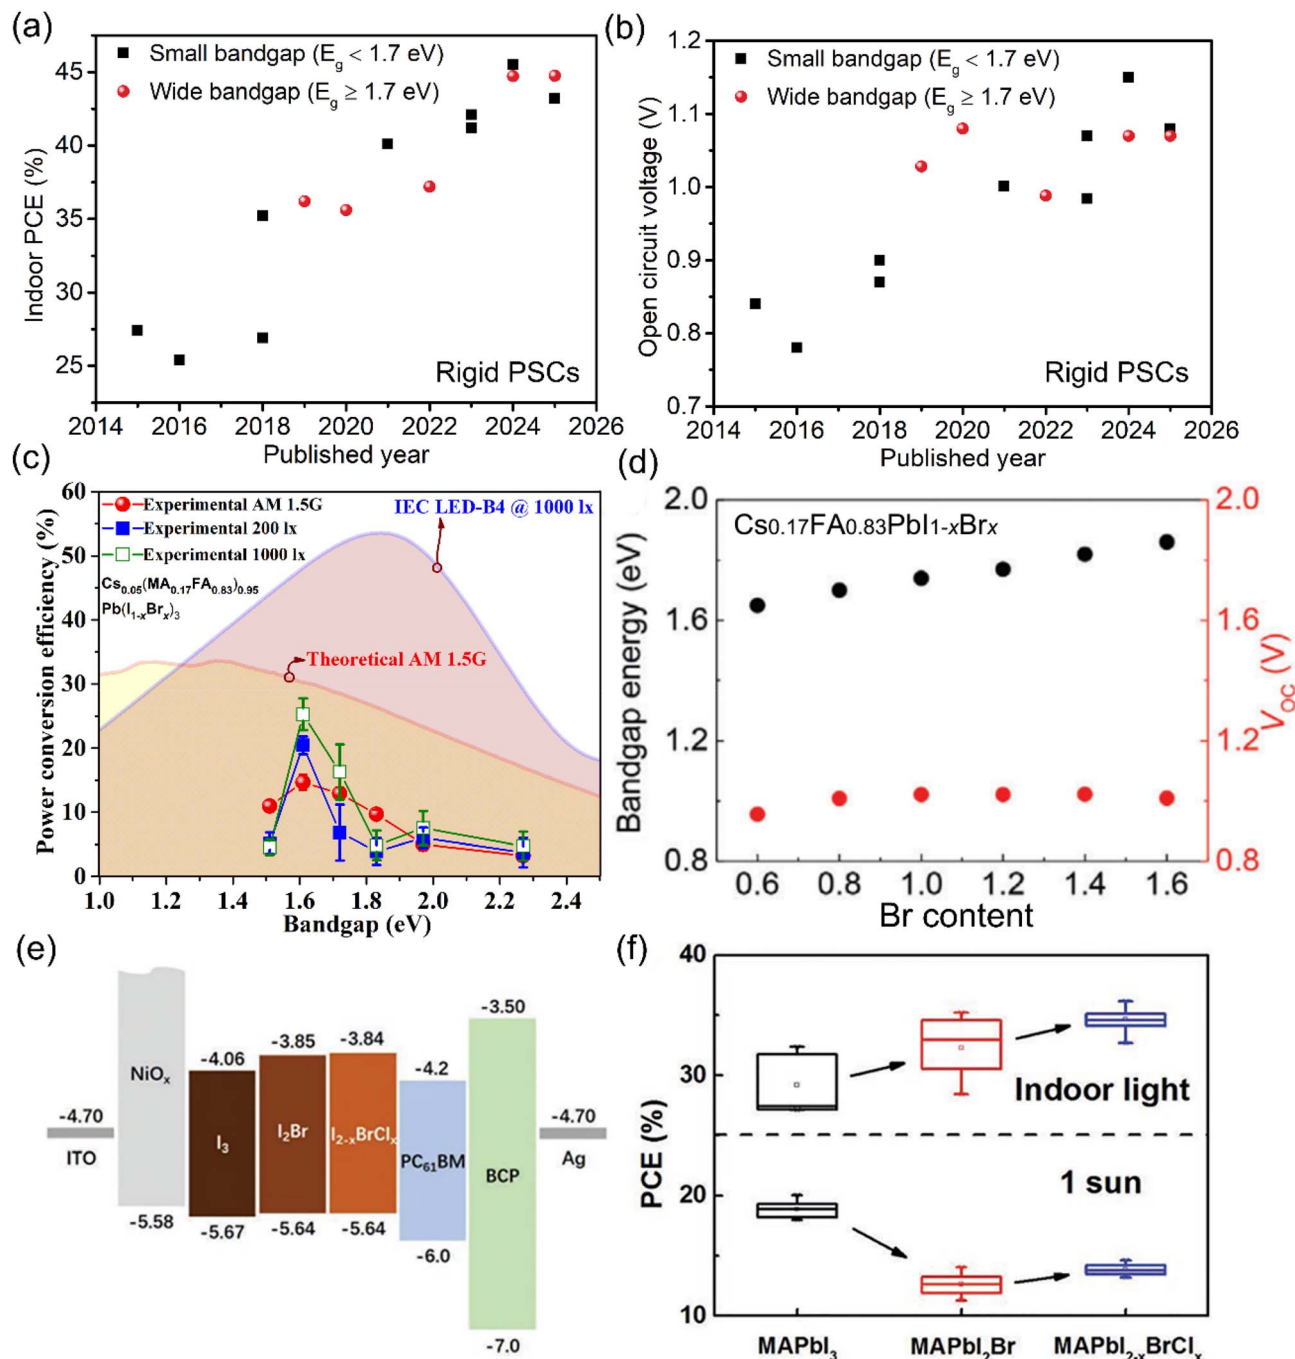 (a)
Small bandgap (E_g < 1.7 eV)
Wide bandgap (E_g ≥ 1.7 eV)
45
40
35
30
25
Indoor PCE (%)
Rigid PSCs
2014 2016 2018 2020 2022 2024 2026
Published year
(b)
Small bandgap (E_g < 1.7 eV)
Wide bandgap (E_g ≥ 1.7 eV)
1.2
1.1
1.0
0.9
0.8
0.7
Open circuit voltage (V)
Rigid PSCs
2014 2016 2018 2020 2022 2024 2026
Published year
(c)
60
50
40
30
20
10
0
Power conversion efficiency (%)
Experimental AM 1.5G
Experimental 200 lx
Experimental 1000 lx
Cs0.05(MA0.17FA0.83)0.95
Pb(I1-xBrx)3
IEC LED-B4 @ 1000 lx
Theoretical AM 1.5G
1.0 1.2 1.4 1.6 1.8 2.0 2.2 2.4
Bandgap (eV)
(d)
Cs0.17FA0.83PbI1-xBrx
2.0
1.6
1.2
0.8
Bandgap energy (eV)
2.0
1.6
1.2
0.8
VOC (V)
0.6 0.8 1.0 1.2 1.4 1.6
Br content
(e)
-4.70
ITO
NiOx
-5.58
-4.06
I3
-5.67
-3.85
I2Br
-5.64
-3.84
I2-xBrClx
-5.64
-4.2
PC61BM
-6.0
-3.50
BCP
-7.0
-4.70
Ag
(f)
40
30
20
10
PCE (%)
Indoor light
1 sun
MAPbI3 MAPbI2Br MAPbI2-xBrClx